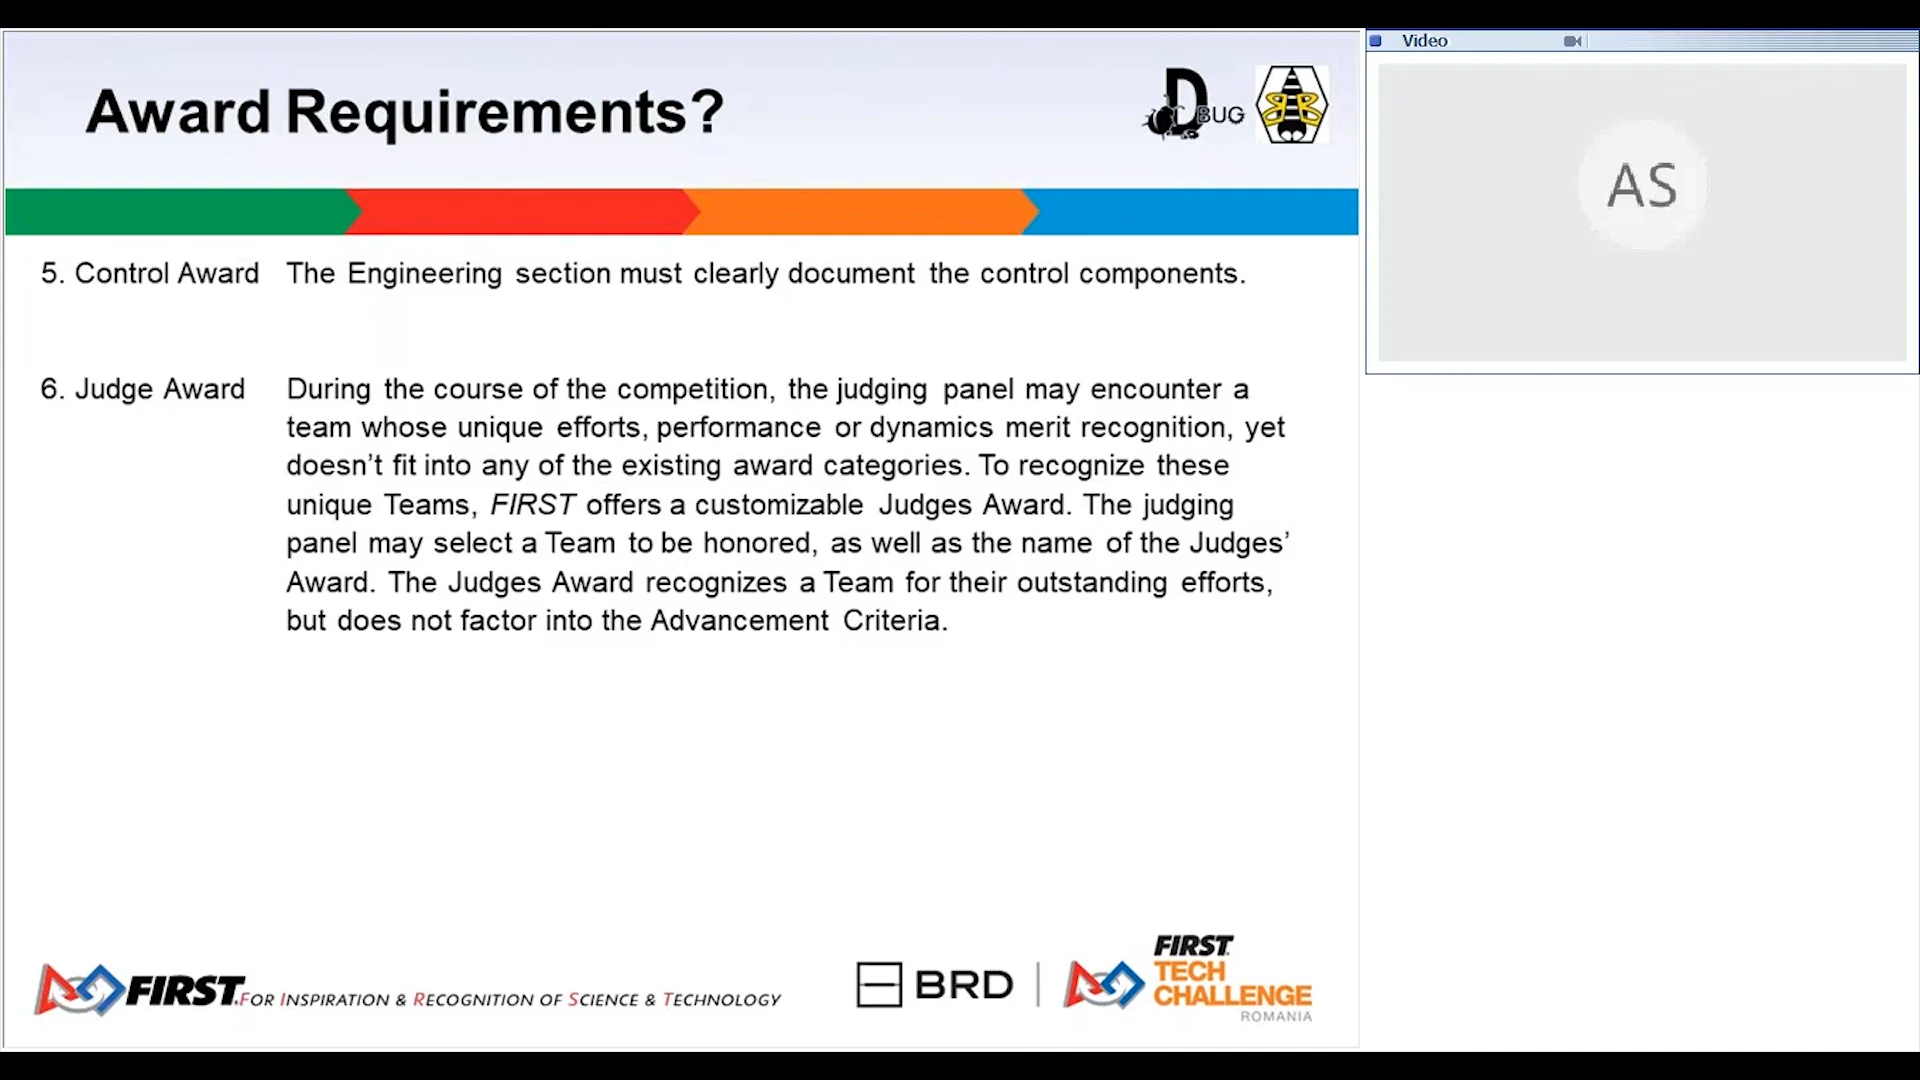 Award Requirements?
D BUG
5. Control Award The Engineering section must clearly document the control components.
6. Judge Award During the course of the competition, the judging panel may encounter a
team whose unique efforts, performance or dynamics merit recognition, yet
doesn’t fit into any of the existing award categories. To recognize these
unique Teams, FIRST offers a customizable Judges Award. The judging
panel may select a Team to be honored, as well as the name of the Judges’
Award. The Judges Award recognizes a Team for their outstanding efforts,
but does not factor into the Advancement Criteria.
FIRST FOR INSPIRATION & RECOGNITION OF SCIENCE & TECHNOLOGY
BRD
FIRST
TECH
CHALLENGE
ROMANIA
Video
AS